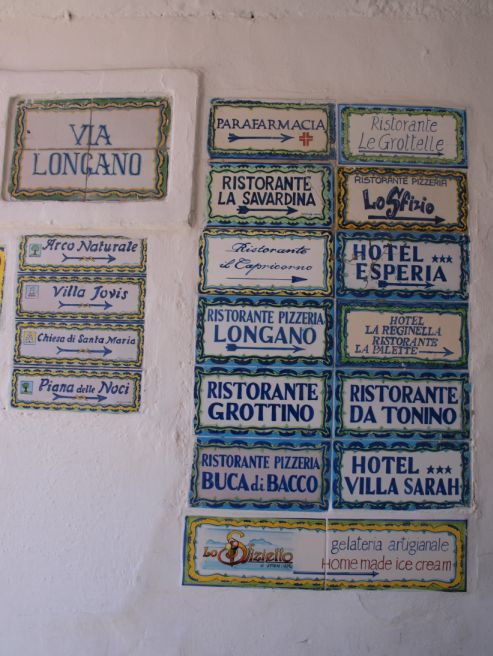 VIA
LONGANO
Arco Naturale
Villa Jovis
Chiesa di Santa Maria
Piana delle Noci
PARAFARMACIA
RISTORANTE
LA SAVARDINA
Ristorante
il Capricorno
RISTORANTE PIZZERIA
LONGANO
RISTORANTE
GROTTINO
RISTORANTE PIZZERIA
BUCA di BACCO
Ristorante
Le Grottelle
RISTORANTE PIZZERIA
Lo Sfizio
HOTEL ***
ESPERIA
HOTEL
LA REGINELLA
RISTORANTE
LA PALETTE
RISTORANTE
DA TONINO
HOTEL ***
VILLA SARAH
Lo Sfizietto
gelateria artigianale
HOME made ice cream